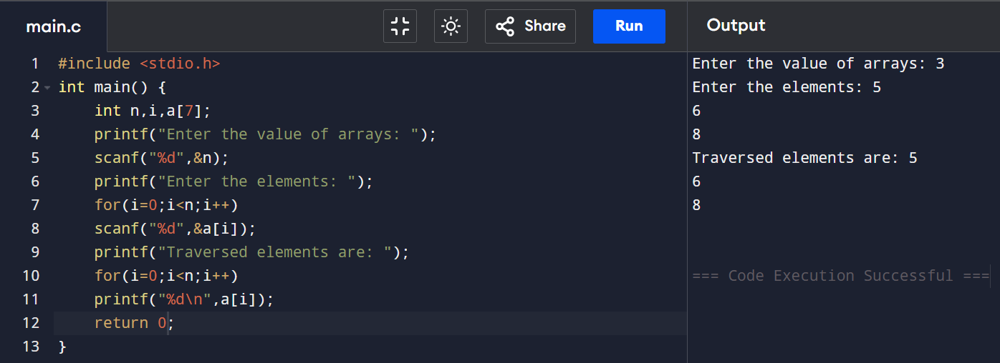 main.c
Share
Run
Output
1 #include <stdio.h>
2 int main() {
3     int n,i,a[7];
4     printf("Enter the value of arrays: ");
5     scanf("%d",&n);
6     printf("Enter the elements: ");
7     for(i=0;i<n;i++)
8     scanf("%d",&a[i]);
9     printf("Traversed elements are: ");
10     for(i=0;i<n;i++)
11     printf("%d\n",a[i]);
12     return 0;
13 }
Enter the value of arrays: 3
Enter the elements: 5
6
8
Traversed elements are: 5
6
8
=== Code Execution Successful ===